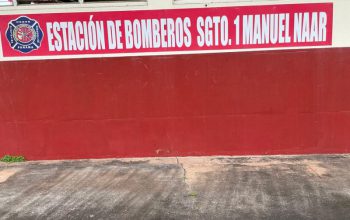 ESTACIÓN DE BOMBEROS SGTO. 1 MANUEL NAAR